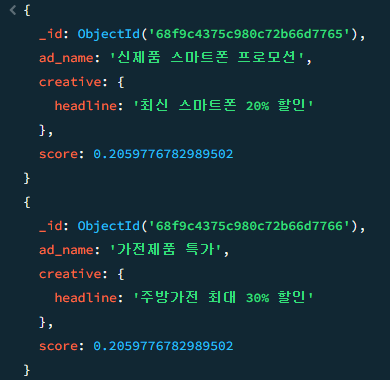 {
_id: ObjectId('68f9c4375c980c72b66d7765'),
ad_name: '신제품 스마트폰 프로모션',
creative: {
headline: '최신 스마트폰 20% 할인'
},
score: 0.2059776782989502
}
{
_id: ObjectId('68f9c4375c980c72b66d7766'),
ad_name: '가전제품 특가',
creative: {
headline: '주방가전 최대 30% 할인'
},
score: 0.2059776782989502
}